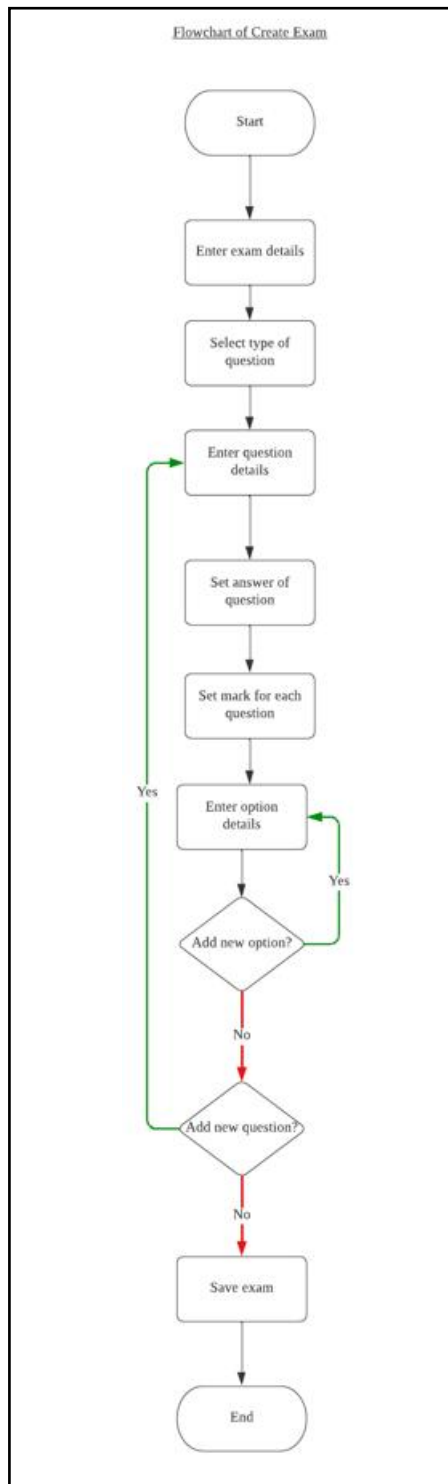 Flowchart of Create Exam
Start
Enter exam details
Select type of
question
Enter question
details
Set answer of
question
Set mark for each
question
Yes
Enter option
details
Yes
Add new option?
No
Add new question?
No
Save exam
End